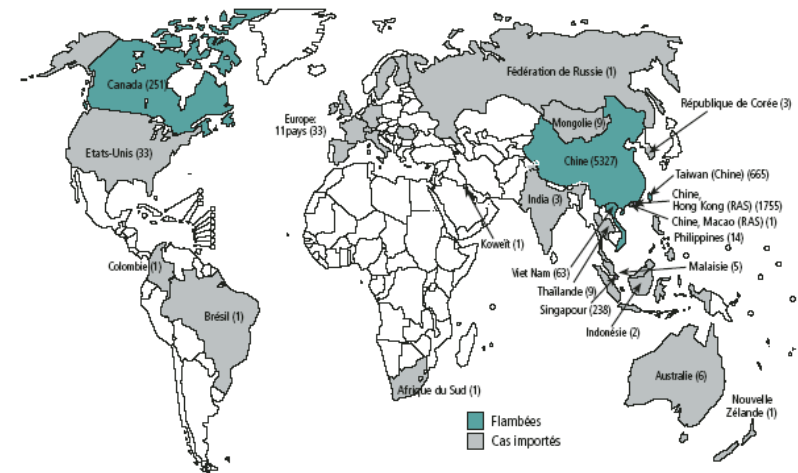 Canada (251)
Etats-Unis (33)
Colombie (1)
Brésil (1)
Europe:
11pays (33)
Fédération de Russie (1)
Mongolie (9)
Chine (5327)
India (3)
Koweït (1)
République de Corée (3)
Taiwan (Chine) (665)
Chine,
Hong Kong (RAS) (1755)
Chine, Macao (RAS) (1)
Philippines (14)
Malaisie (5)
Viet Nam (63)
Thaïlande (9)
Singapour (238)
Indonésie (2)
Afrique du Sud (1)
Australie (6)
Nouvelle
Zélande (1)
Flambées
Cas importés